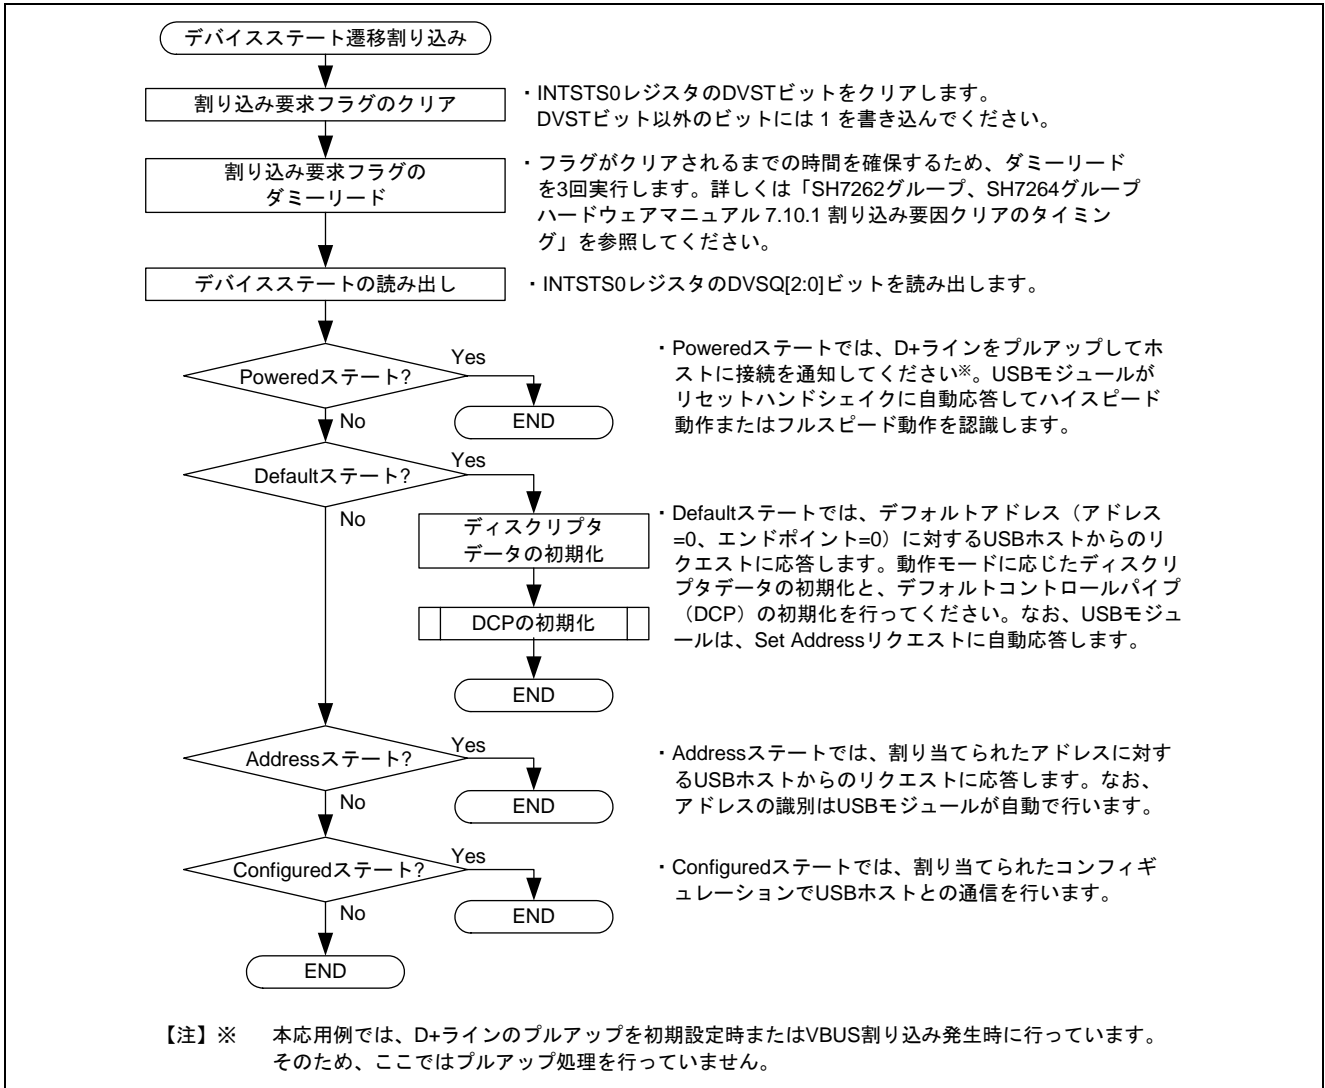 デバイスステート遷移割り込み
割り込み要求フラグのクリア
・INTSTS0レジスタのDVSTビットをクリアします。
DVSTビット以外のビットには 1 を書き込んでください。
割り込み要求フラグの
ダミーリード
・フラグがクリアされるまでの時間を確保するため、ダミーリード
を3回実行します。詳しくは「SH7262グループ、SH7264グループ
ハードウェアマニュアル 7.10.1 割り込み要因クリアのタイミン
グ」を参照してください。
デバイスステートの読み出し
・INTSTS0レジスタのDVSQ[2:0]ビットを読み出します。
Poweredステート?
Yes
END
No
・Poweredステートでは、D+ラインをプルアップしてホ
ストに接続を通知してください※。USBモジュールが
リセットハンドシェイクに自動応答してハイスピード
動作またはフルスピード動作を認識します。
Defaultステート?
Yes
No
ディスクリプタ
データの初期化
DCPの初期化
END
・Defaultステートでは、デフォルトアドレス（アドレス
=0、エンドポイント=0）に対するUSBホストからのリ
クエストに応答します。動作モードに応じたディスクリ
プタデータの初期化と、デフォルトコントロールパイプ
（DCP）の初期化を行ってください。なお、USBモジュ
ールは、Set Addressリクエストに自動応答します。
Addressステート?
Yes
END
No
・Addressステートでは、割り当てられたアドレスに対す
るUSBホストからのリクエストに応答します。なお、
アドレスの識別はUSBモジュールが自動で行います。
Configuredステート?
Yes
END
No
・Configuredステートでは、割り当てられたコンフィギ
ュレーションでUSBホストとの通信を行います。
END
【注】※ 本応用例では、D+ラインのプルアップを初期設定時またはVBUS割り込み発生時に行っています。
そのため、ここではプルアップ処理を行っていません。